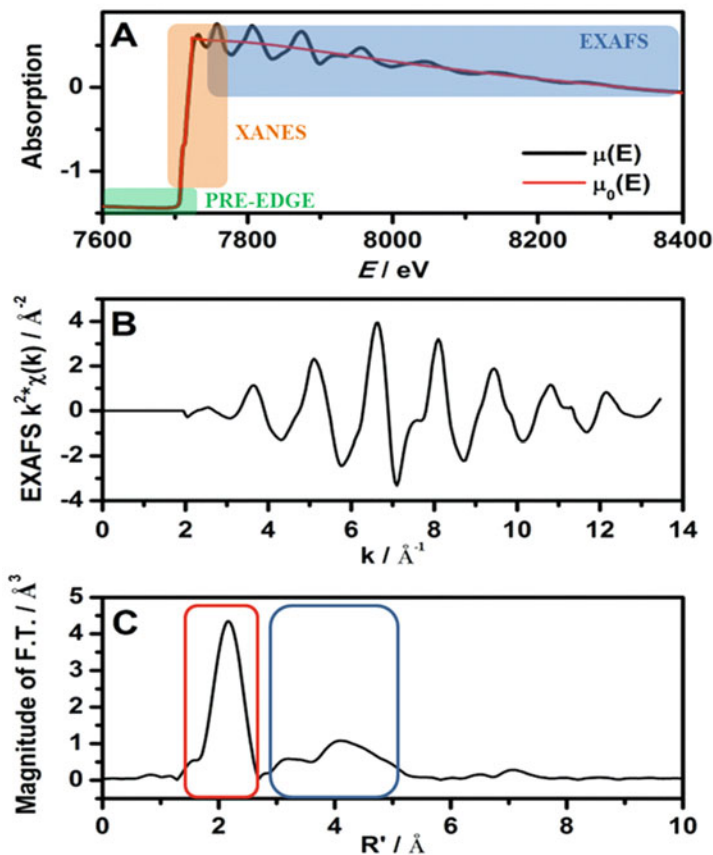 A
EXAFS
XANES
PRE-EDGE
μ(E)
μ₀(E)
Absorption
0
-1
7600 7800 8000 8200 8400
E / eV
B
EXAFS k²*χ(k) / Å⁻²
4
2
0
-2
-4
0 2 4 6 8 10 12 14
k / Å⁻¹
C
Magnitude of F.T. / Å³
5
4
3
2
1
0
0 2 4 6 8 10
R' / Å